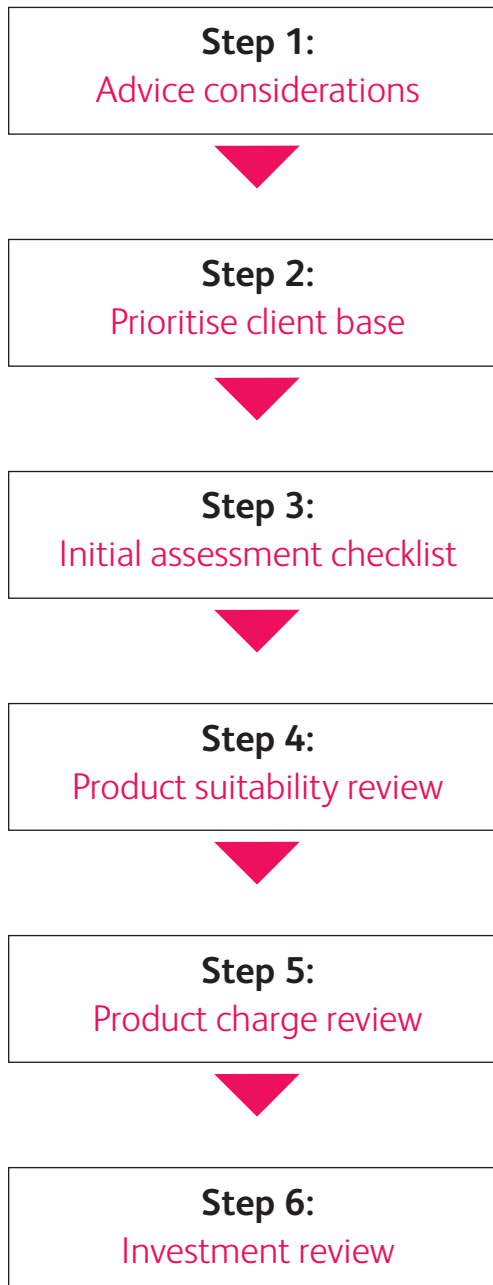 Step 1:
Advice considerations
Step 2:
Prioritise client base
Step 3:
Initial assessment checklist
Step 4:
Product suitability review
Step 5:
Product charge review
Step 6:
Investment review